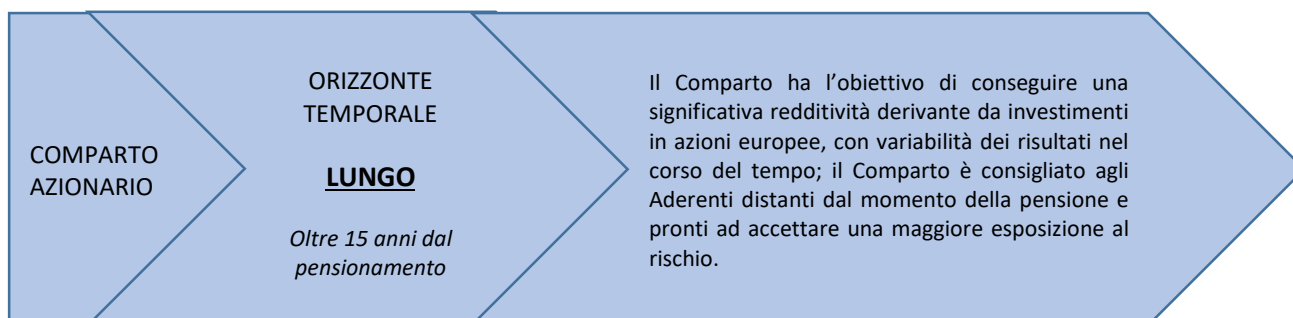 COMPARTO
AZIONARIO
ORIZZONTE
TEMPORALE
LUNGO
Oltre 15 anni dal
pensionamento
Il Comparto ha l’obiettivo di conseguire una
significativa redditività derivante da investimenti
in azioni europee, con variabilità dei risultati nel
corso del tempo; il Comparto è consigliato agli
Aderenti distanti dal momento della pensione e
pronti ad accettare una maggiore esposizione al
rischio.